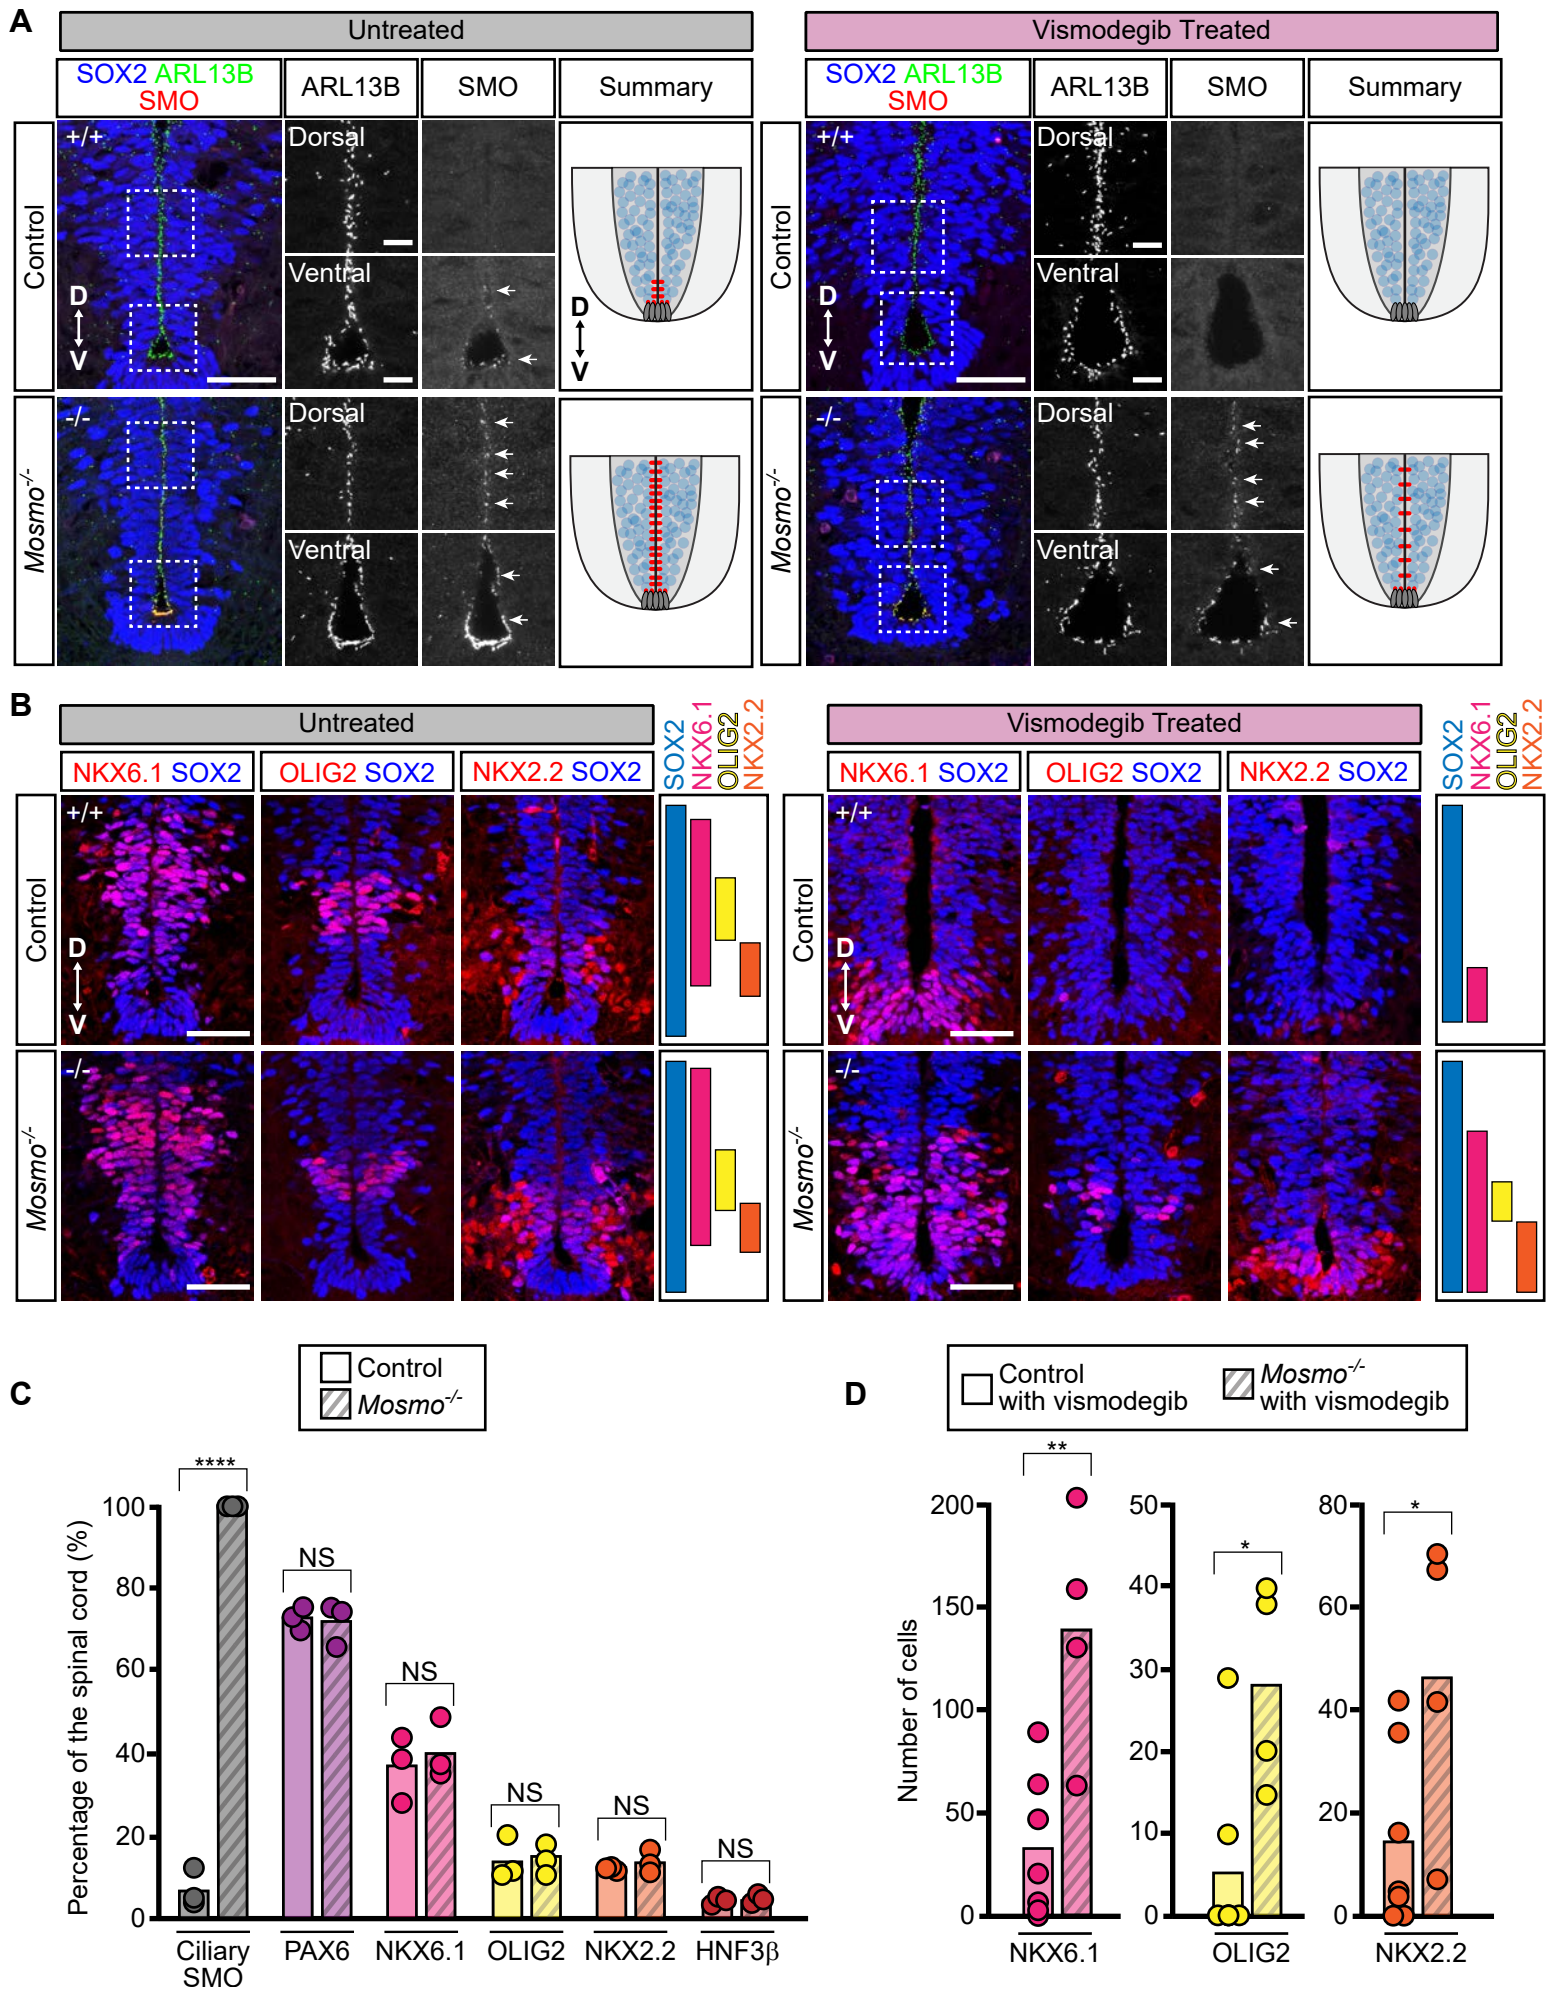 A
Untreated
Vismodegib Treated
SOX2 ARL13B
SMO
ARL13B
SMO
Summary
SOX2 ARL13B
SMO
ARL13B
SMO
Summary
Control
+/+
D
V
Dorsal
Ventral
D
V
Control
+/+
D
V
Dorsal
Ventral
Mosmo-/-
-/-
Dorsal
Ventral
Mosmo-/-
-/-
Dorsal
Ventral
B
Untreated
SOX2
NKX6.1
OLIG2
NKX2.2
Vismodegib Treated
SOX2
NKX6.1
OLIG2
NKX2.2
NKX6.1 SOX2
OLIG2 SOX2
NKX2.2 SOX2
NKX6.1 SOX2
OLIG2 SOX2
NKX2.2 SOX2
Control
+/+
D
V
Control
+/+
D
V
Mosmo-/-
-/-
Mosmo-/-
-/-
C
Control
Mosmo-/-
Percentage of the spinal cord (%)
100
80
60
40
20
0
****
NS
NS
NS
NS
NS
Ciliary
SMO
PAX6
NKX6.1
OLIG2
NKX2.2
HNF3β
D
Control
with vismodegib
Mosmo-/-
with vismodegib
Number of cells
200
150
100
50
0
**
NKX6.1
50
40
30
20
10
0
*
OLIG2
80
60
40
20
0
*
NKX2.2